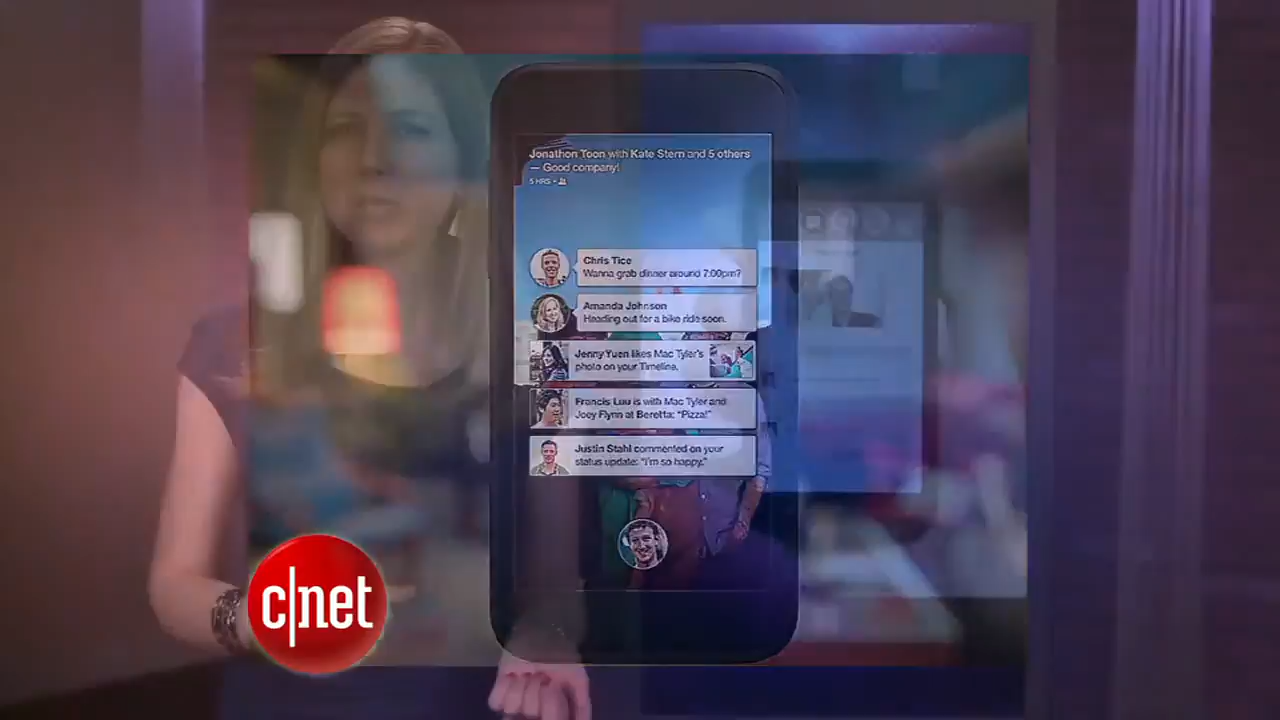 Jonathon Toon with Kate Stern and 5 others
— Good company!
5 HRS •
Chris Tice
Wanna grab dinner around 7:00pm?
Amanda Johnson
Heading out for a bike ride soon.
Jenny Yuen likes Mac Tyler's
photo on your Timeline.
Francis Luu is with Mac Tyler and
Joey Flynn at Beretta: "Pizza!"
Justin Stahl commented on your
status update: "I'm so happy."
c|net